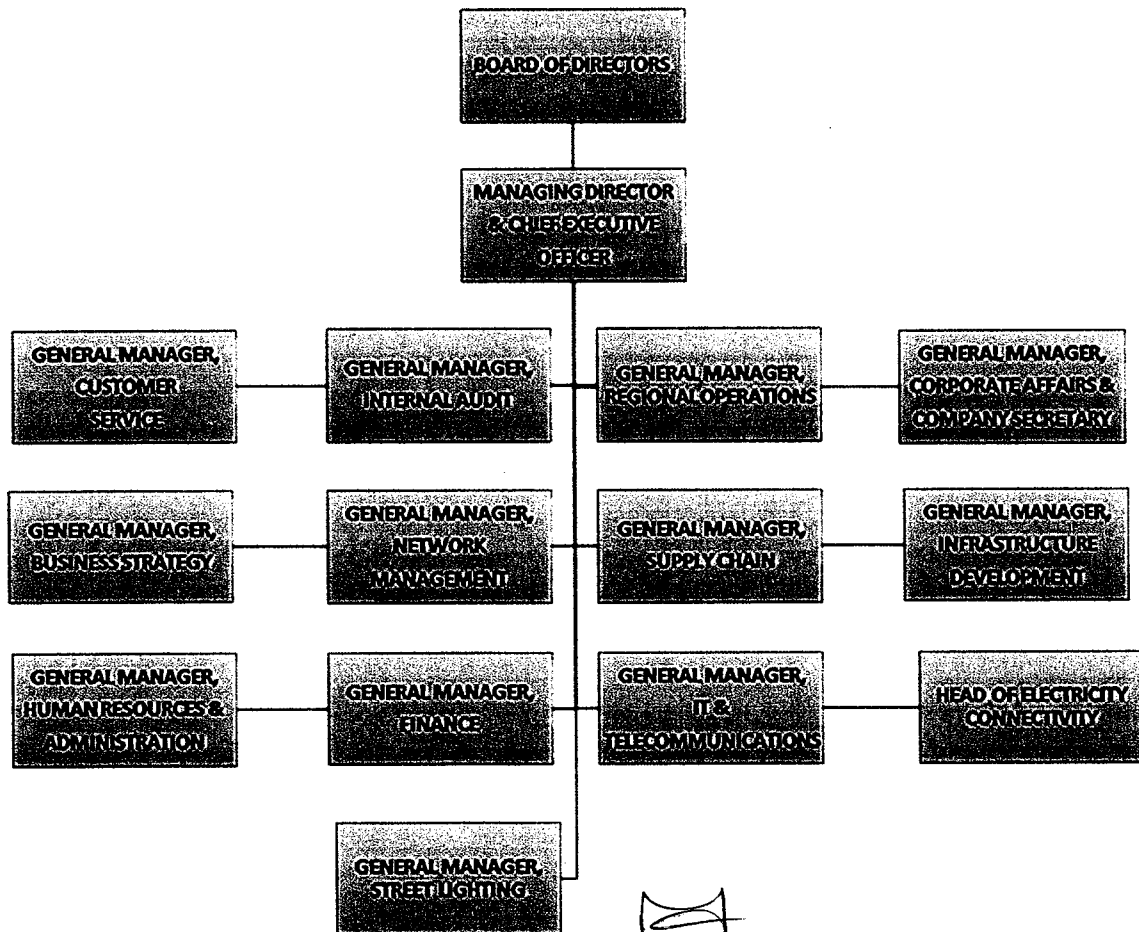 BOARD OF DIRECTORS
MANAGING DIRECTOR
& CHIEF EXECUTIVE
OFFICER
GENERAL MANAGER,
CUSTOMER
SERVICE
GENERAL MANAGER,
INTERNAL AUDIT
GENERAL MANAGER,
REGIONAL OPERATIONS
GENERAL MANAGER,
CORPORATE AFFAIRS &
COMPANY SECRETARY
GENERAL MANAGER,
BUSINESS STRATEGY
GENERAL MANAGER,
NETWORK
MANAGEMENT
GENERAL MANAGER,
SUPPLY CHAIN
GENERAL MANAGER,
INFRASTRUCTURE
DEVELOPMENT
GENERAL MANAGER,
HUMAN RESOURCES &
ADMINISTRATION
GENERAL MANAGER,
FINANCE
GENERAL MANAGER,
IT &
TELECOMMUNICATIONS
HEAD OF ELECTRICITY
CONNECTIVITY
GENERAL MANAGER,
STREET LIGHTING